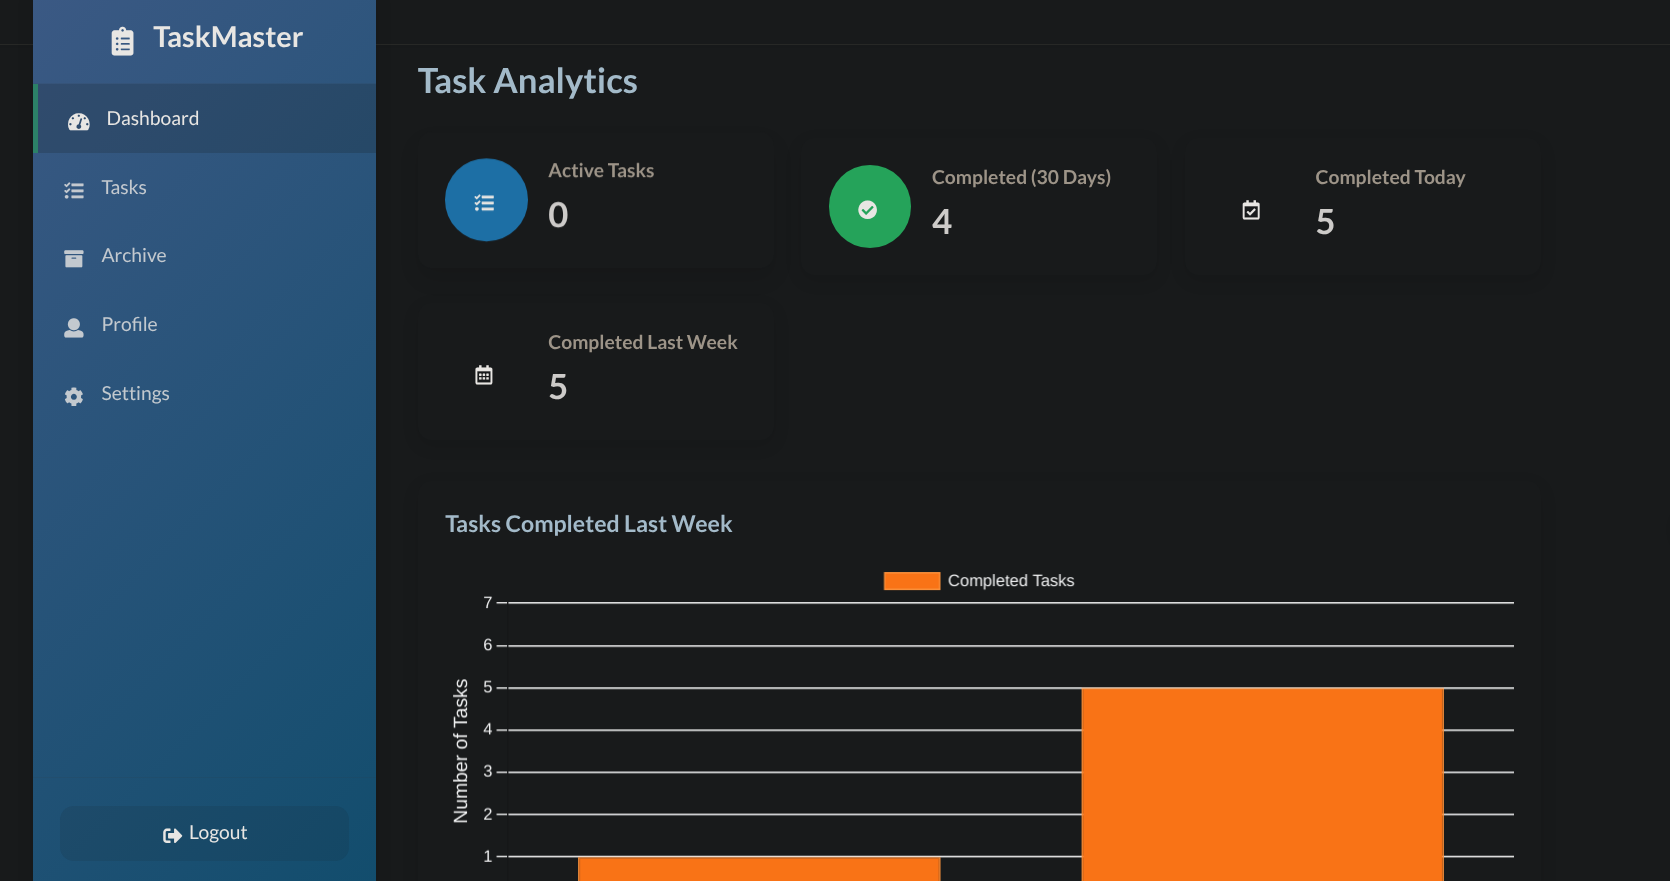 TaskMaster
Dashboard
Tasks
Archive
Profile
Settings
Logout
Task Analytics
Active Tasks
0
Completed (30 Days)
4
Completed Today
5
Completed Last Week
5
Tasks Completed Last Week
Completed Tasks
Number of Tasks
7
6
5
4
3
2
1